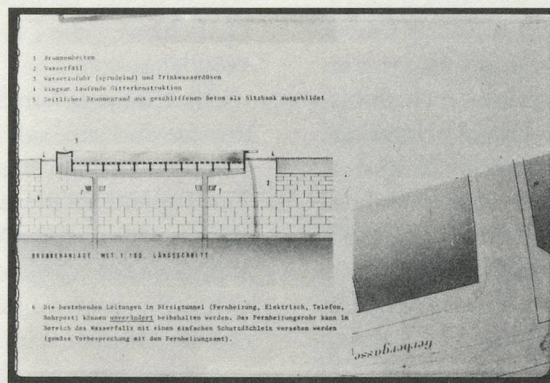 1 Brunnenbecken
2 Wasserfall
3 Wasserzufuhr (sprudelnd) und Trinkwasserdüsen
4 Ringsum laufende Gitterkonstruktion
5 Seitlicher Brunnenrand aus geschliffenem Beton als Sitzbank ausgebildet
BRUNNENANLAGE MST. 1:100. LÄNGSSCHNITT
6 Die bestehenden Leitungen im Birsigtunnel (Fernheizung, Elektrisch, Telefon,
Rohrpost) können unverändert beibehalten werden. Das Fernheizungsrohr kann im
Bereich des Wasserfalls mit einem einfachen Schutzdächlein versehen werden
(gemäss Vorbesprechung mit dem Fernheizungsamt).
Gerbergasse